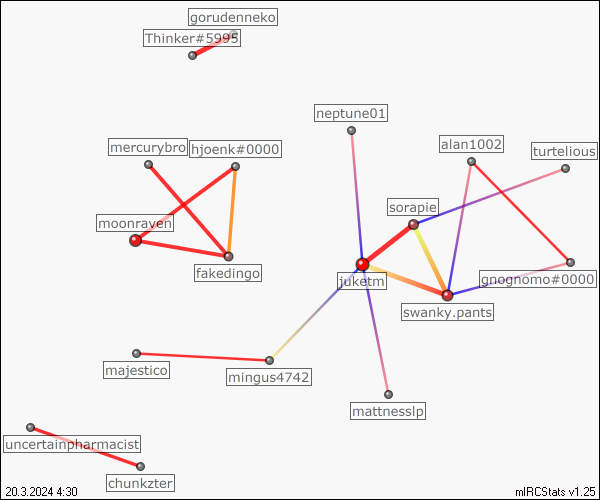 gorudenneko
Thinker#5995
neptune01
mercurybro
hjoenk#0000
alan1002
turtelious
sorapie
moonraven
fakedingo
juketm
gnognomo#0000
swanky.pants
majestico
mingus4742
mattnesslp
uncertainpharmacist
chunkzter
20.3.2024 4:30
mIRCStats v1.25